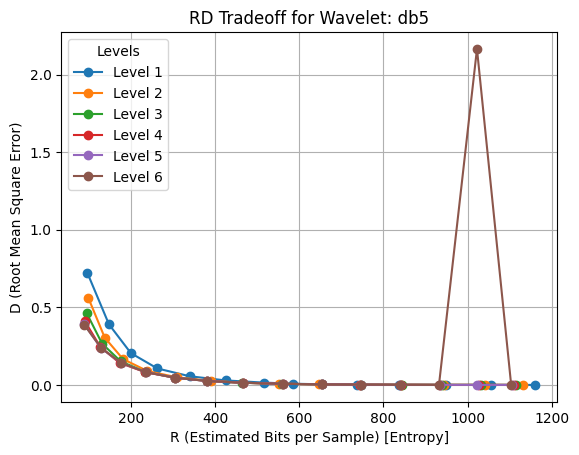 RD Tradeoff for Wavelet: db5
Levels
Level 1
Level 2
Level 3
Level 4
Level 5
Level 6
D (Root Mean Square Error)
2.0
1.5
1.0
0.5
0.0
200 400 600 800 1000 1200
R (Estimated Bits per Sample) [Entropy]